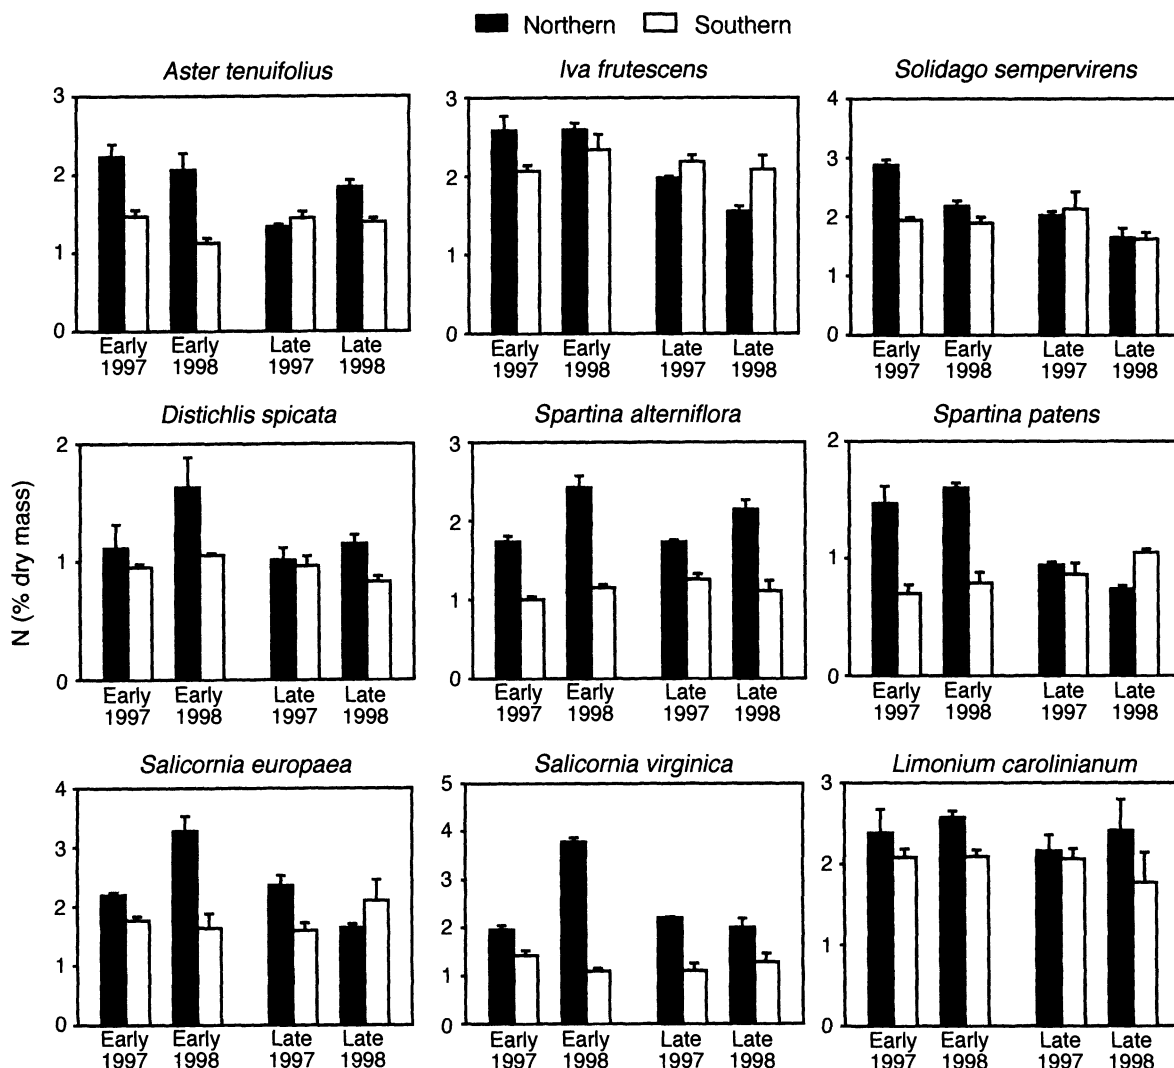 Northern Southern
Aster tenuifolius Iva frutescens Solidago sempervirens
3 3 4
3
2 2
2
1 1
1
0 0 0
Early Early Late Late Early Early Late Late Early Early Late Late
1997 1998 1997 1998 1997 1998 1997 1998 1997 1998 1997 1998
Distichlis spicata Spartina alterniflora Spartina patens
N (% dry mass)
2 3 2
2
1 1
1
0 0 0
Early Early Late Late Early Early Late Late Early Early Late Late
1997 1998 1997 1998 1997 1998 1997 1998 1997 1998 1997 1998
Salicornia europaea Salicornia virginica Limonium carolinianum
4 5 3
4
3
3 2
2
2
1 1
1
0 0 0
Early Early Late Late Early Early Late Late Early Early Late Late
1997 1998 1997 1998 1997 1998 1997 1998 1997 1998 1997 1998